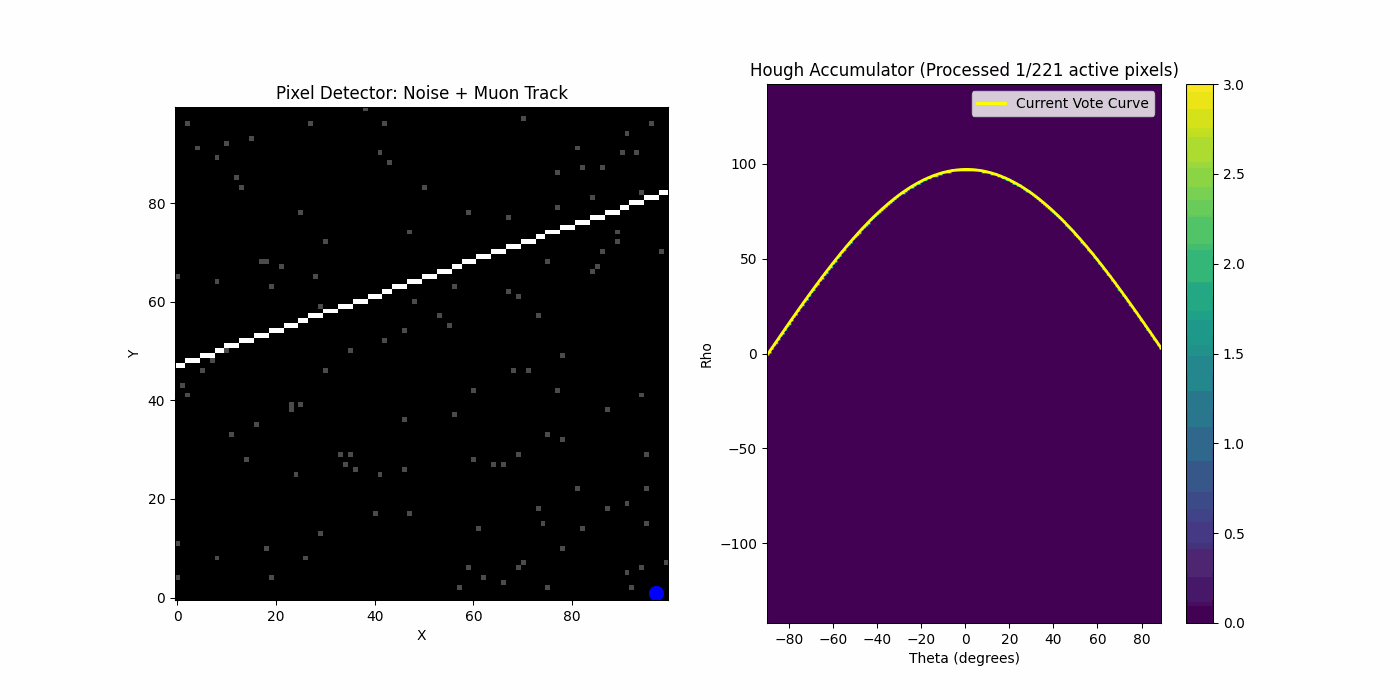 Pixel Detector: Noise + Muon Track
Y
80
60
40
20
0
0 20 40 60 80
X
Hough Accumulator (Processed 1/221 active pixels)
Current Vote Curve
Rho
100
50
0
−50
−100
−80 −60 −40 −20 0 20 40 60 80
Theta (degrees)
3.0
2.5
2.0
1.5
1.0
0.5
0.0